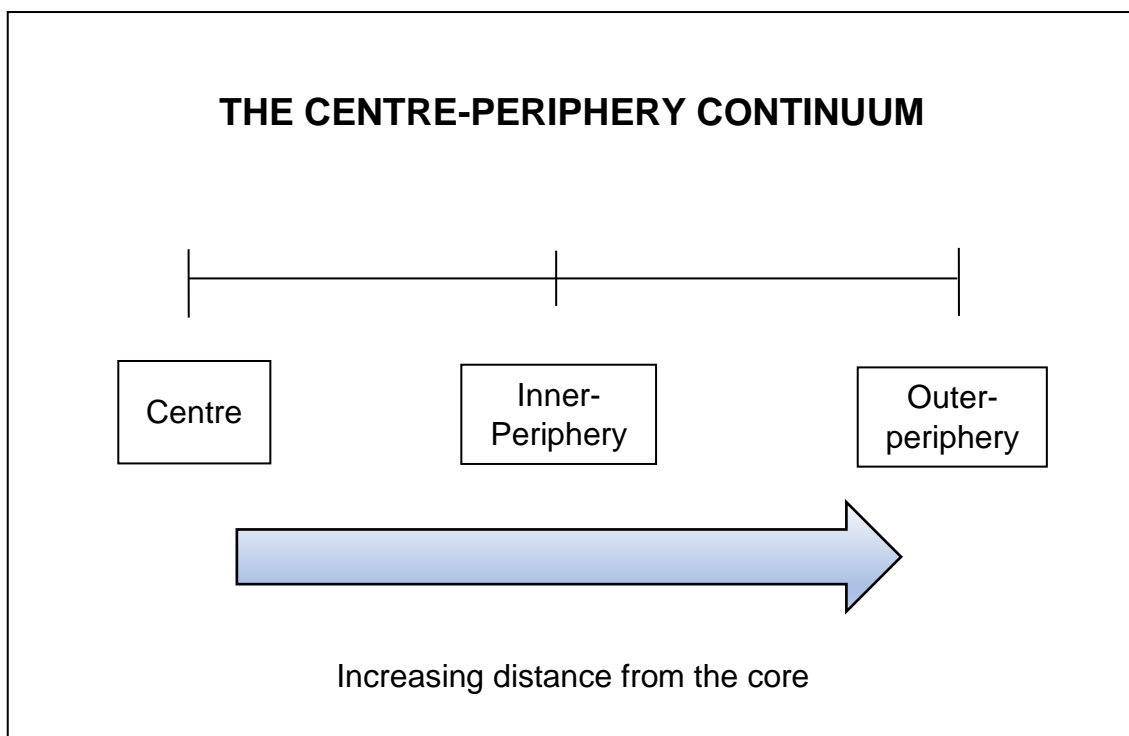 THE CENTRE-PERIPHERY CONTINUUM
Centre
Inner-
Periphery
Outer-
periphery
Increasing distance from the core